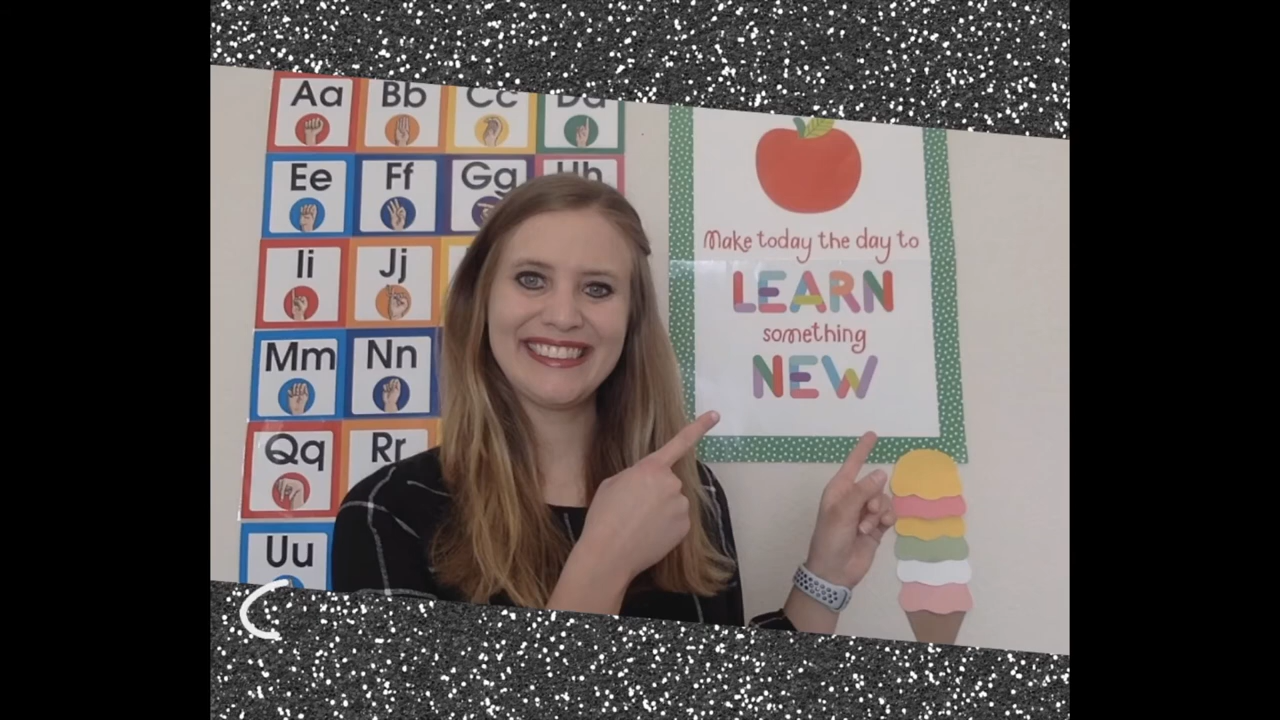 Aa Bb Cc Dd
Ee Ff Gg Hh
Ii Jj
Mm Nn
Qq Rr
Uu
Make today the day to
LEARN
something
NEW